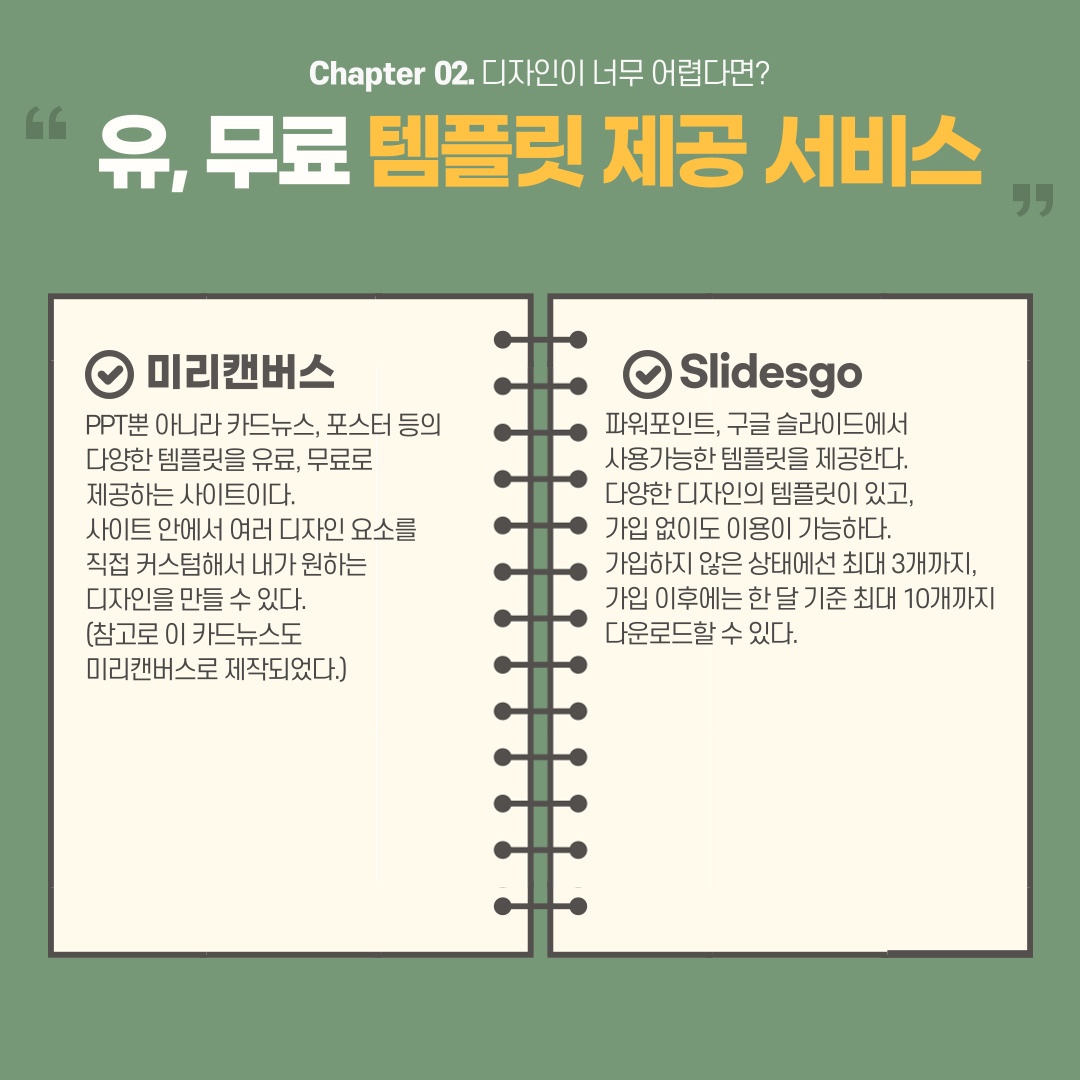 Chapter 02. 디자인이 너무 어렵다면?
“ 유, 무료 템플릿 제공 서비스 ”
미리캔버스
PPT뿐 아니라 카드뉴스, 포스터 등의
다양한 템플릿을 유료, 무료로
제공하는 사이트이다.
사이트 안에서 여러 디자인 요소를
직접 커스텀해서 내가 원하는
디자인을 만들 수 있다.
(참고로 이 카드뉴스도
미리캔버스로 제작되었다.)
Slidesgo
파워포인트, 구글 슬라이드에서
사용가능한 템플릿을 제공한다.
다양한 디자인의 템플릿이 있고,
가입 없이도 이용이 가능하다.
가입하지 않은 상태에선 최대 3개까지,
가입 이후에는 한 달 기준 최대 10개까지
다운로드할 수 있다.